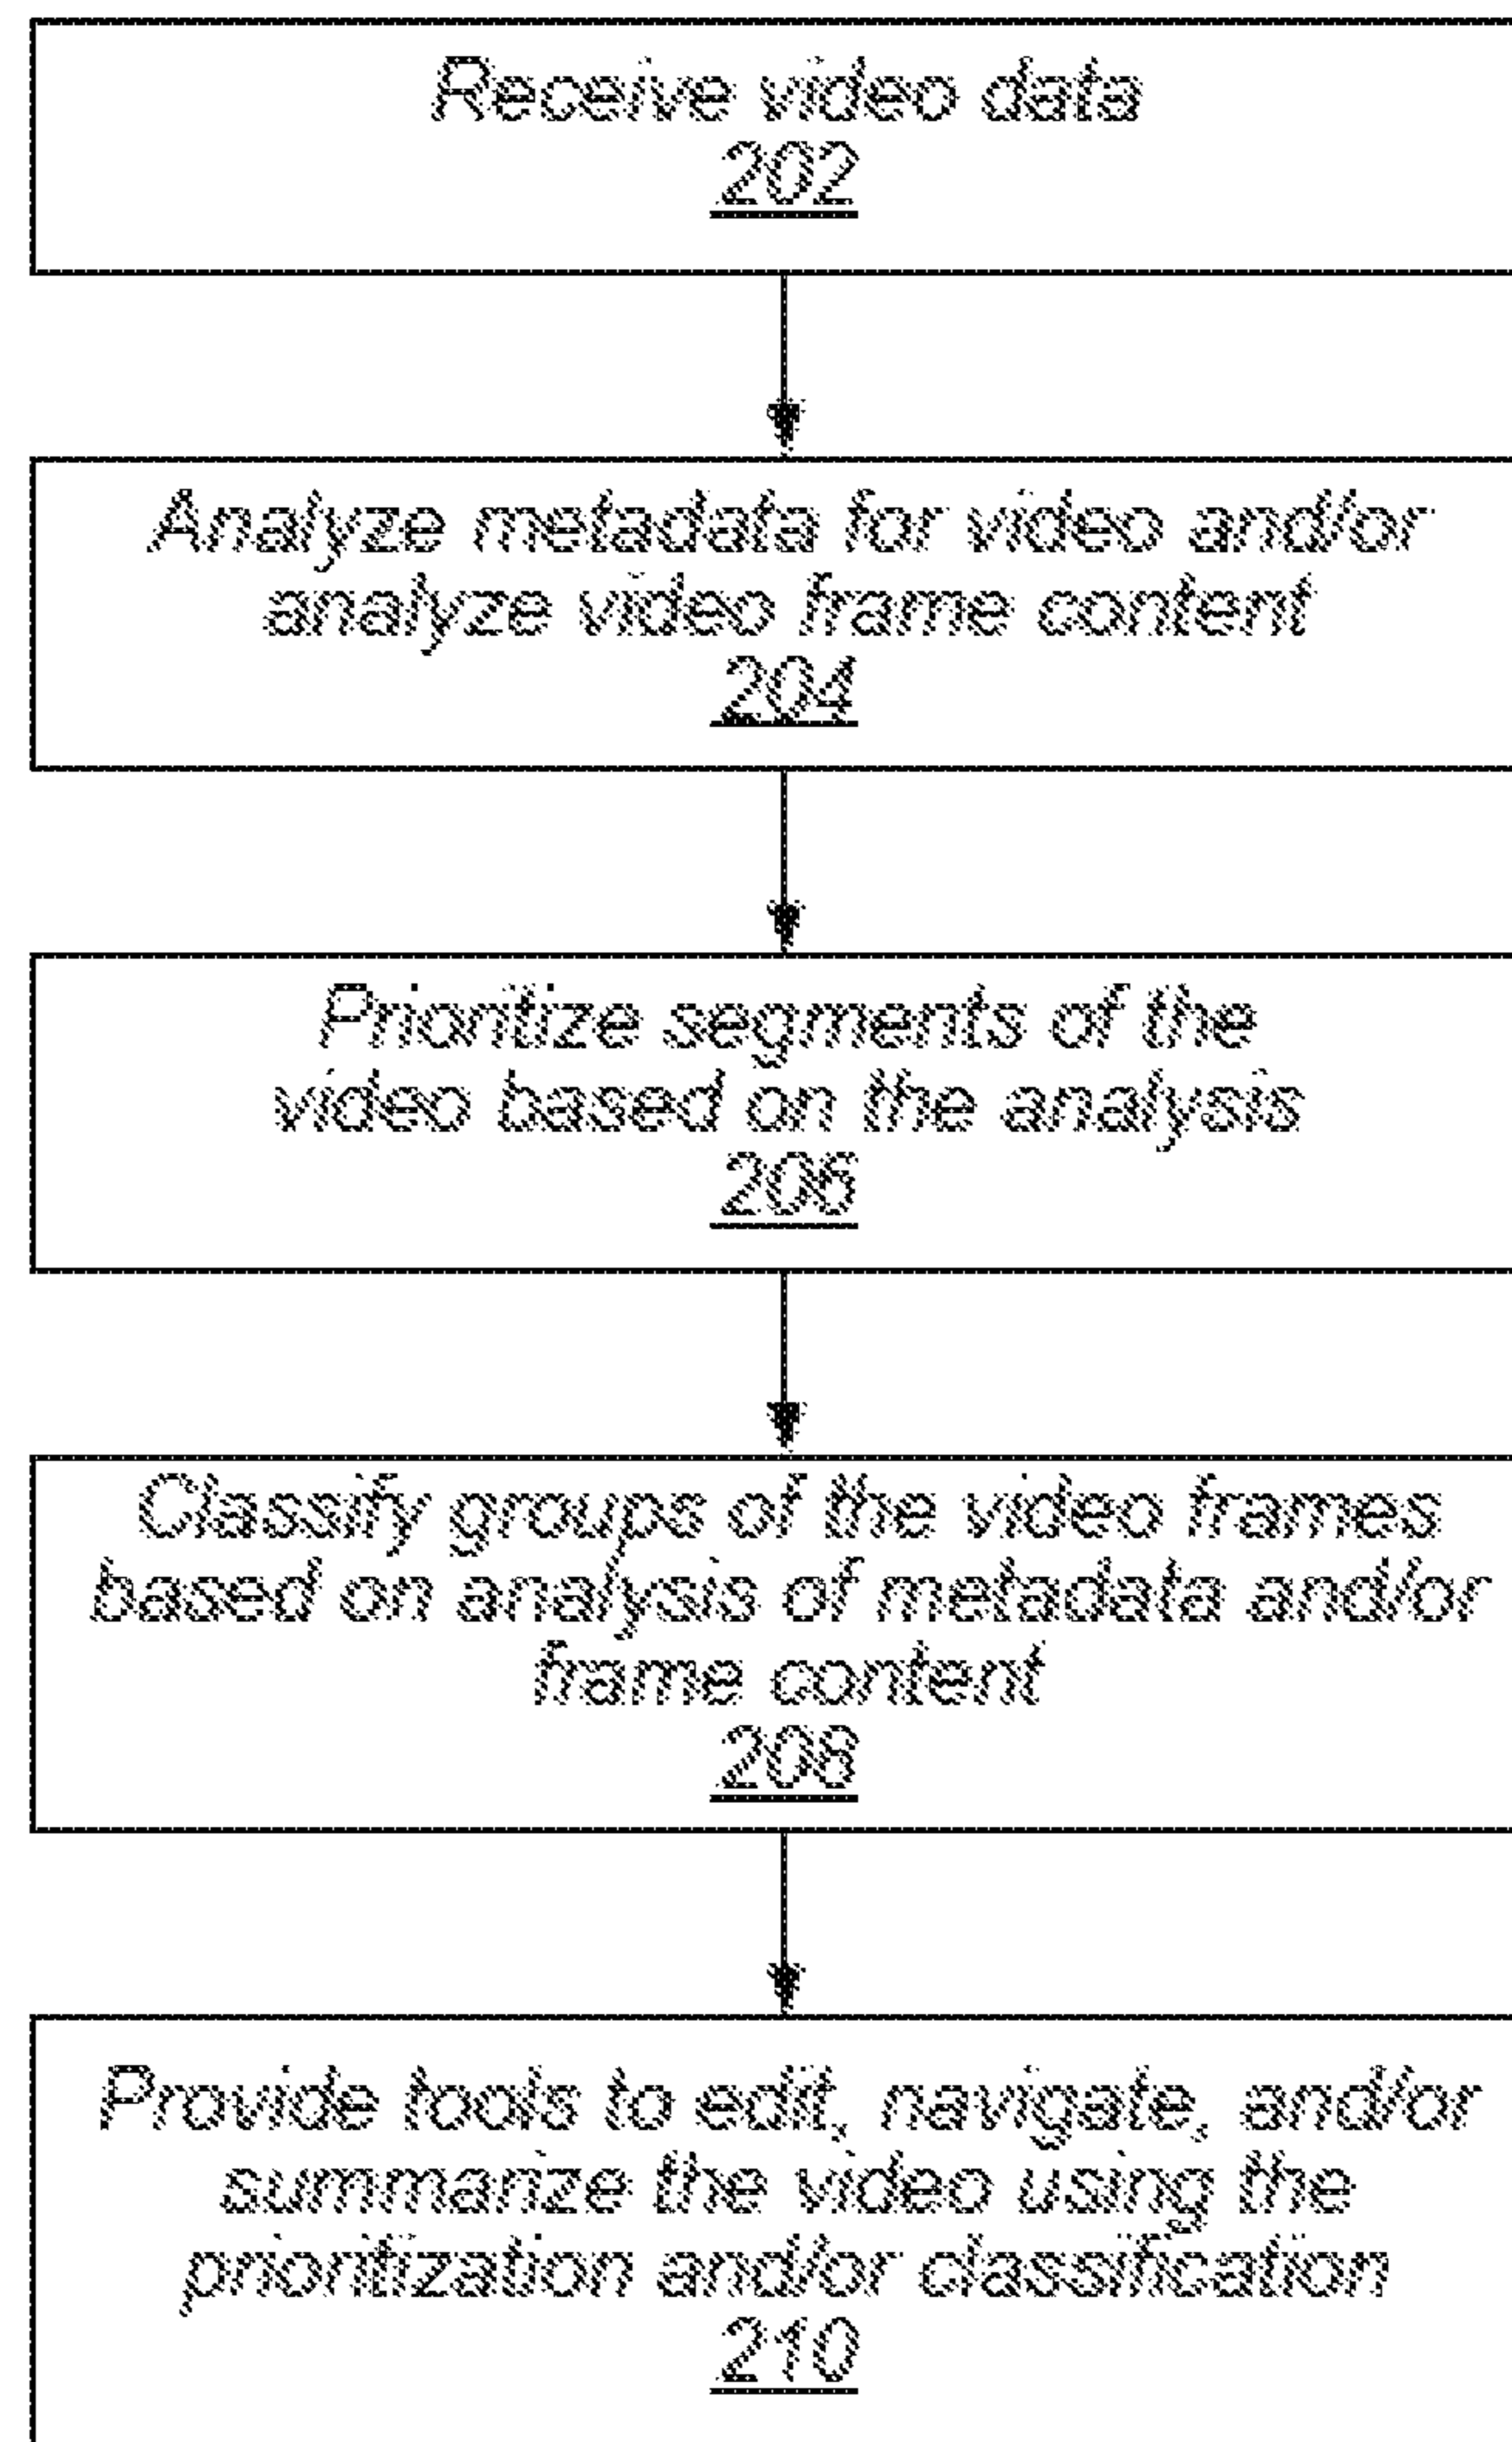 Receive video data
202
Analyze metadata for video and/or
analyze video frame content
204
Prioritize segments of the
video based on the analysis
206
Classify groups of the video frames
based on analysis of metadata and/or
frame content
208
Provide tools to edit, navigate, and/or
summarize the video using the
prioritization and/or classification
210